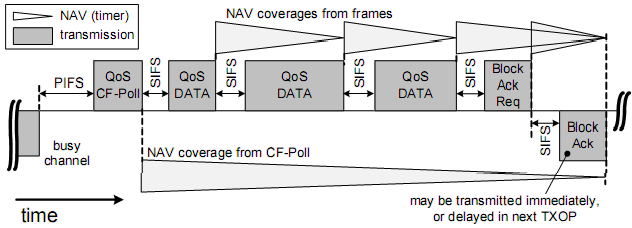 NAV (timer)
transmission
NAV coverages from frames
PIFS
QoS
CF-Poll
SIFS
QoS
DATA
SIFS
QoS
DATA
SIFS
QoS
DATA
SIFS
Block
Ack
Req
SIFS
Block
Ack
busy
channel
NAV coverage from CF-Poll
may be transmitted immediately,
or delayed in next TXOP
time